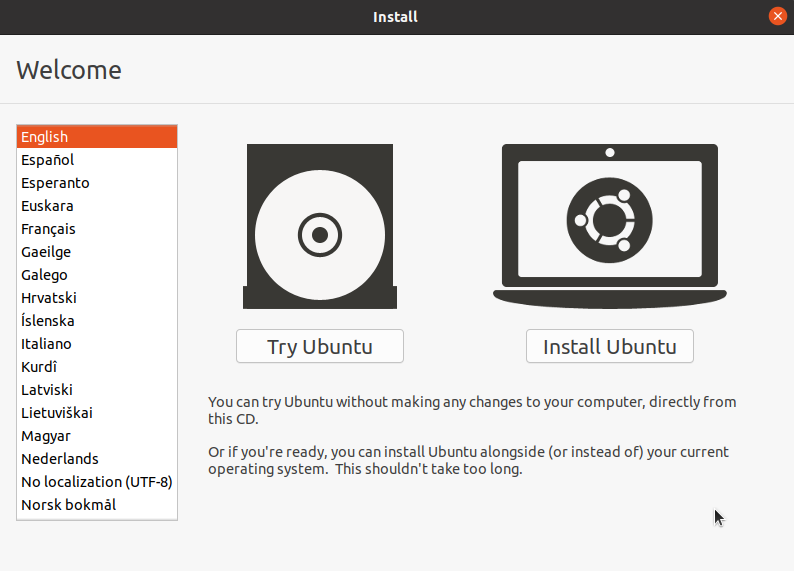 Install
Welcome
English
Español
Esperanto
Euskara
Français
Gaeilge
Galego
Hrvatski
Íslenska
Italiano
Kurdî
Latviski
Lietuviškai
Magyar
Nederlands
No localization (UTF-8)
Norsk bokmål
Try Ubuntu
Install Ubuntu
You can try Ubuntu without making any changes to your computer, directly from
this CD.
Or if you're ready, you can install Ubuntu alongside (or instead of) your current
operating system.  This shouldn't take too long.